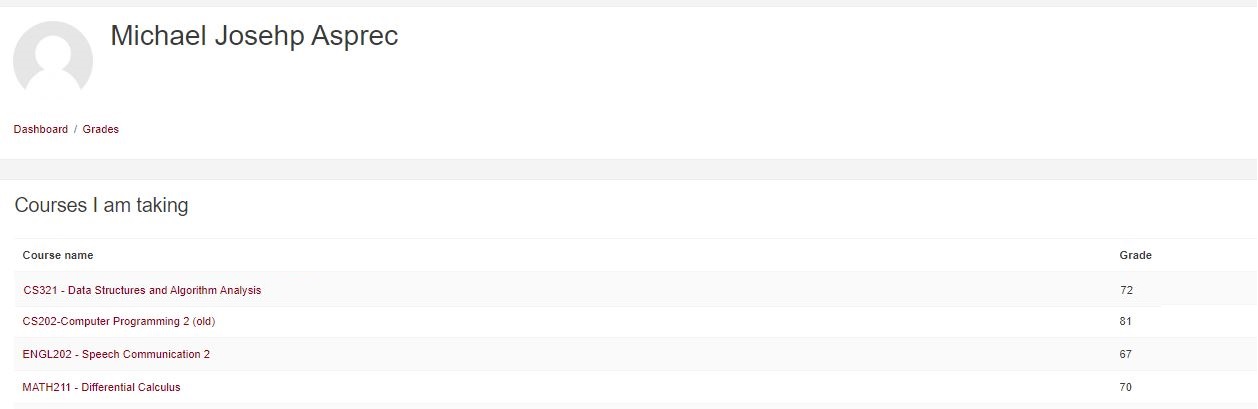 Michael Josehp Asprec
Dashboard / Grades
Courses I am taking
Course name Grade
CS321 - Data Structures and Algorithm Analysis 72
CS202-Computer Programming 2 (old) 81
ENGL202 - Speech Communication 2 67
MATH211 - Differential Calculus 70